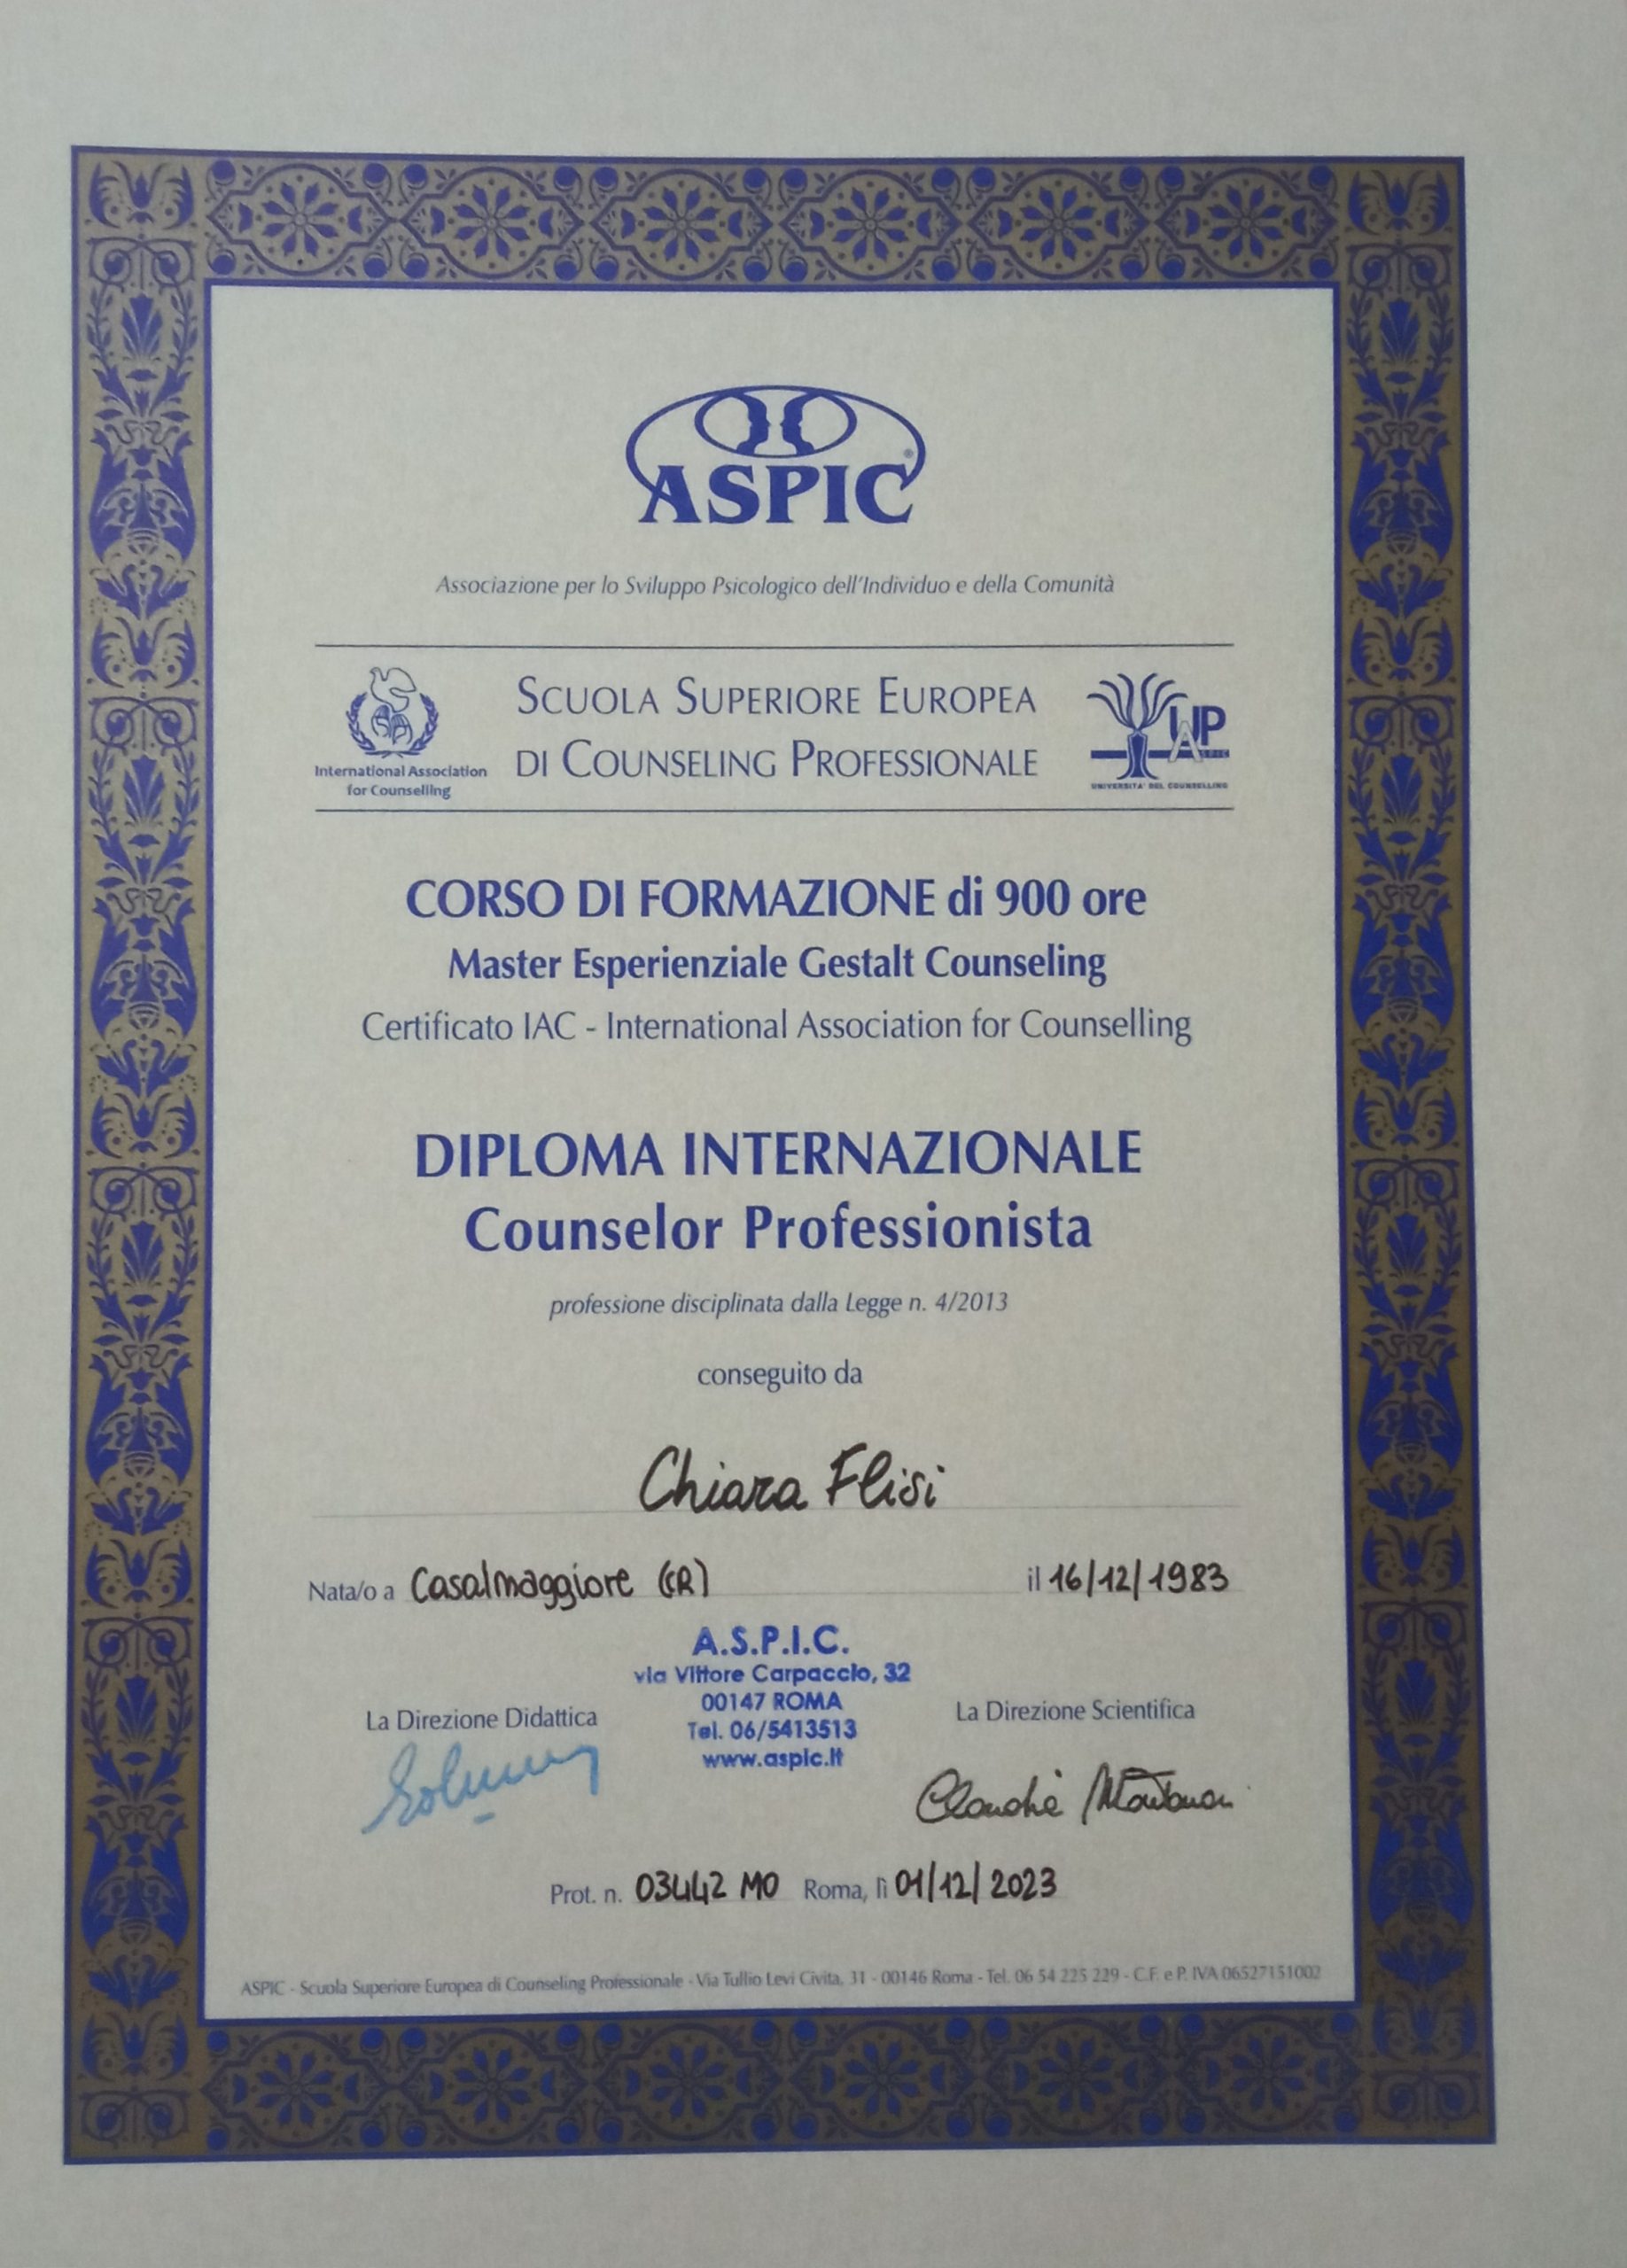 ASPIC
Associazione per lo Sviluppo Psicologico dell'Individuo e della Comunità
International Association
for Counselling
SCUOLA SUPERIORE EUROPEA
DI COUNSELING PROFESSIONALE
UP
ASPIC
UNIVERSITA' DEL COUNSELLING
CORSO DI FORMAZIONE di 900 ore
Master Esperienziale Gestalt Counseling
Certificato IAC - International Association for Counselling
DIPLOMA INTERNAZIONALE
Counselor Professionista
professione disciplinata dalla Legge n. 4/2013
conseguito da
Chiara Flisi
Nata/o a Casalmaggiore (CR) il 16/12/1983
A.S.P.I.C.
via Vittore Carpaccio, 32
00147 ROMA
Tel. 06/5413513
www.aspic.it
La Direzione Didattica
La Direzione Scientifica
Prot. n. 03442 MO Roma, lì 01/12/2023
ASPIC - Scuola Superiore Europea di Counseling Professionale - Via Tullio Levi Civita, 31 - 00146 Roma - Tel. 06 54 225 229 - C.F. e P. IVA 06527151002